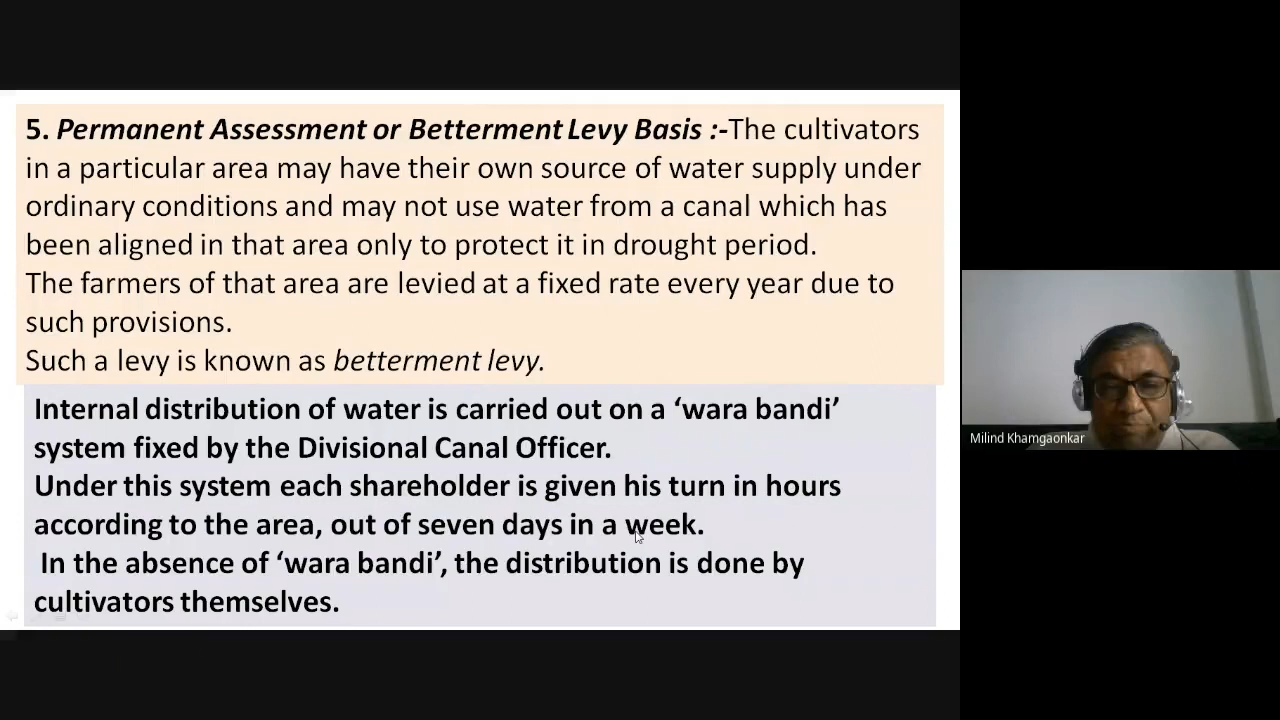 5. Permanent Assessment or Betterment Levy Basis :-The cultivators
in a particular area may have their own source of water supply under
ordinary conditions and may not use water from a canal which has
been aligned in that area only to protect it in drought period.
The farmers of that area are levied at a fixed rate every year due to
such provisions.
Such a levy is known as betterment levy.
Internal distribution of water is carried out on a ‘wara bandi’
system fixed by the Divisional Canal Officer.
Under this system each shareholder is given his turn in hours
according to the area, out of seven days in a week.
In the absence of ‘wara bandi’, the distribution is done by
cultivators themselves.
Milind Khamgaonkar